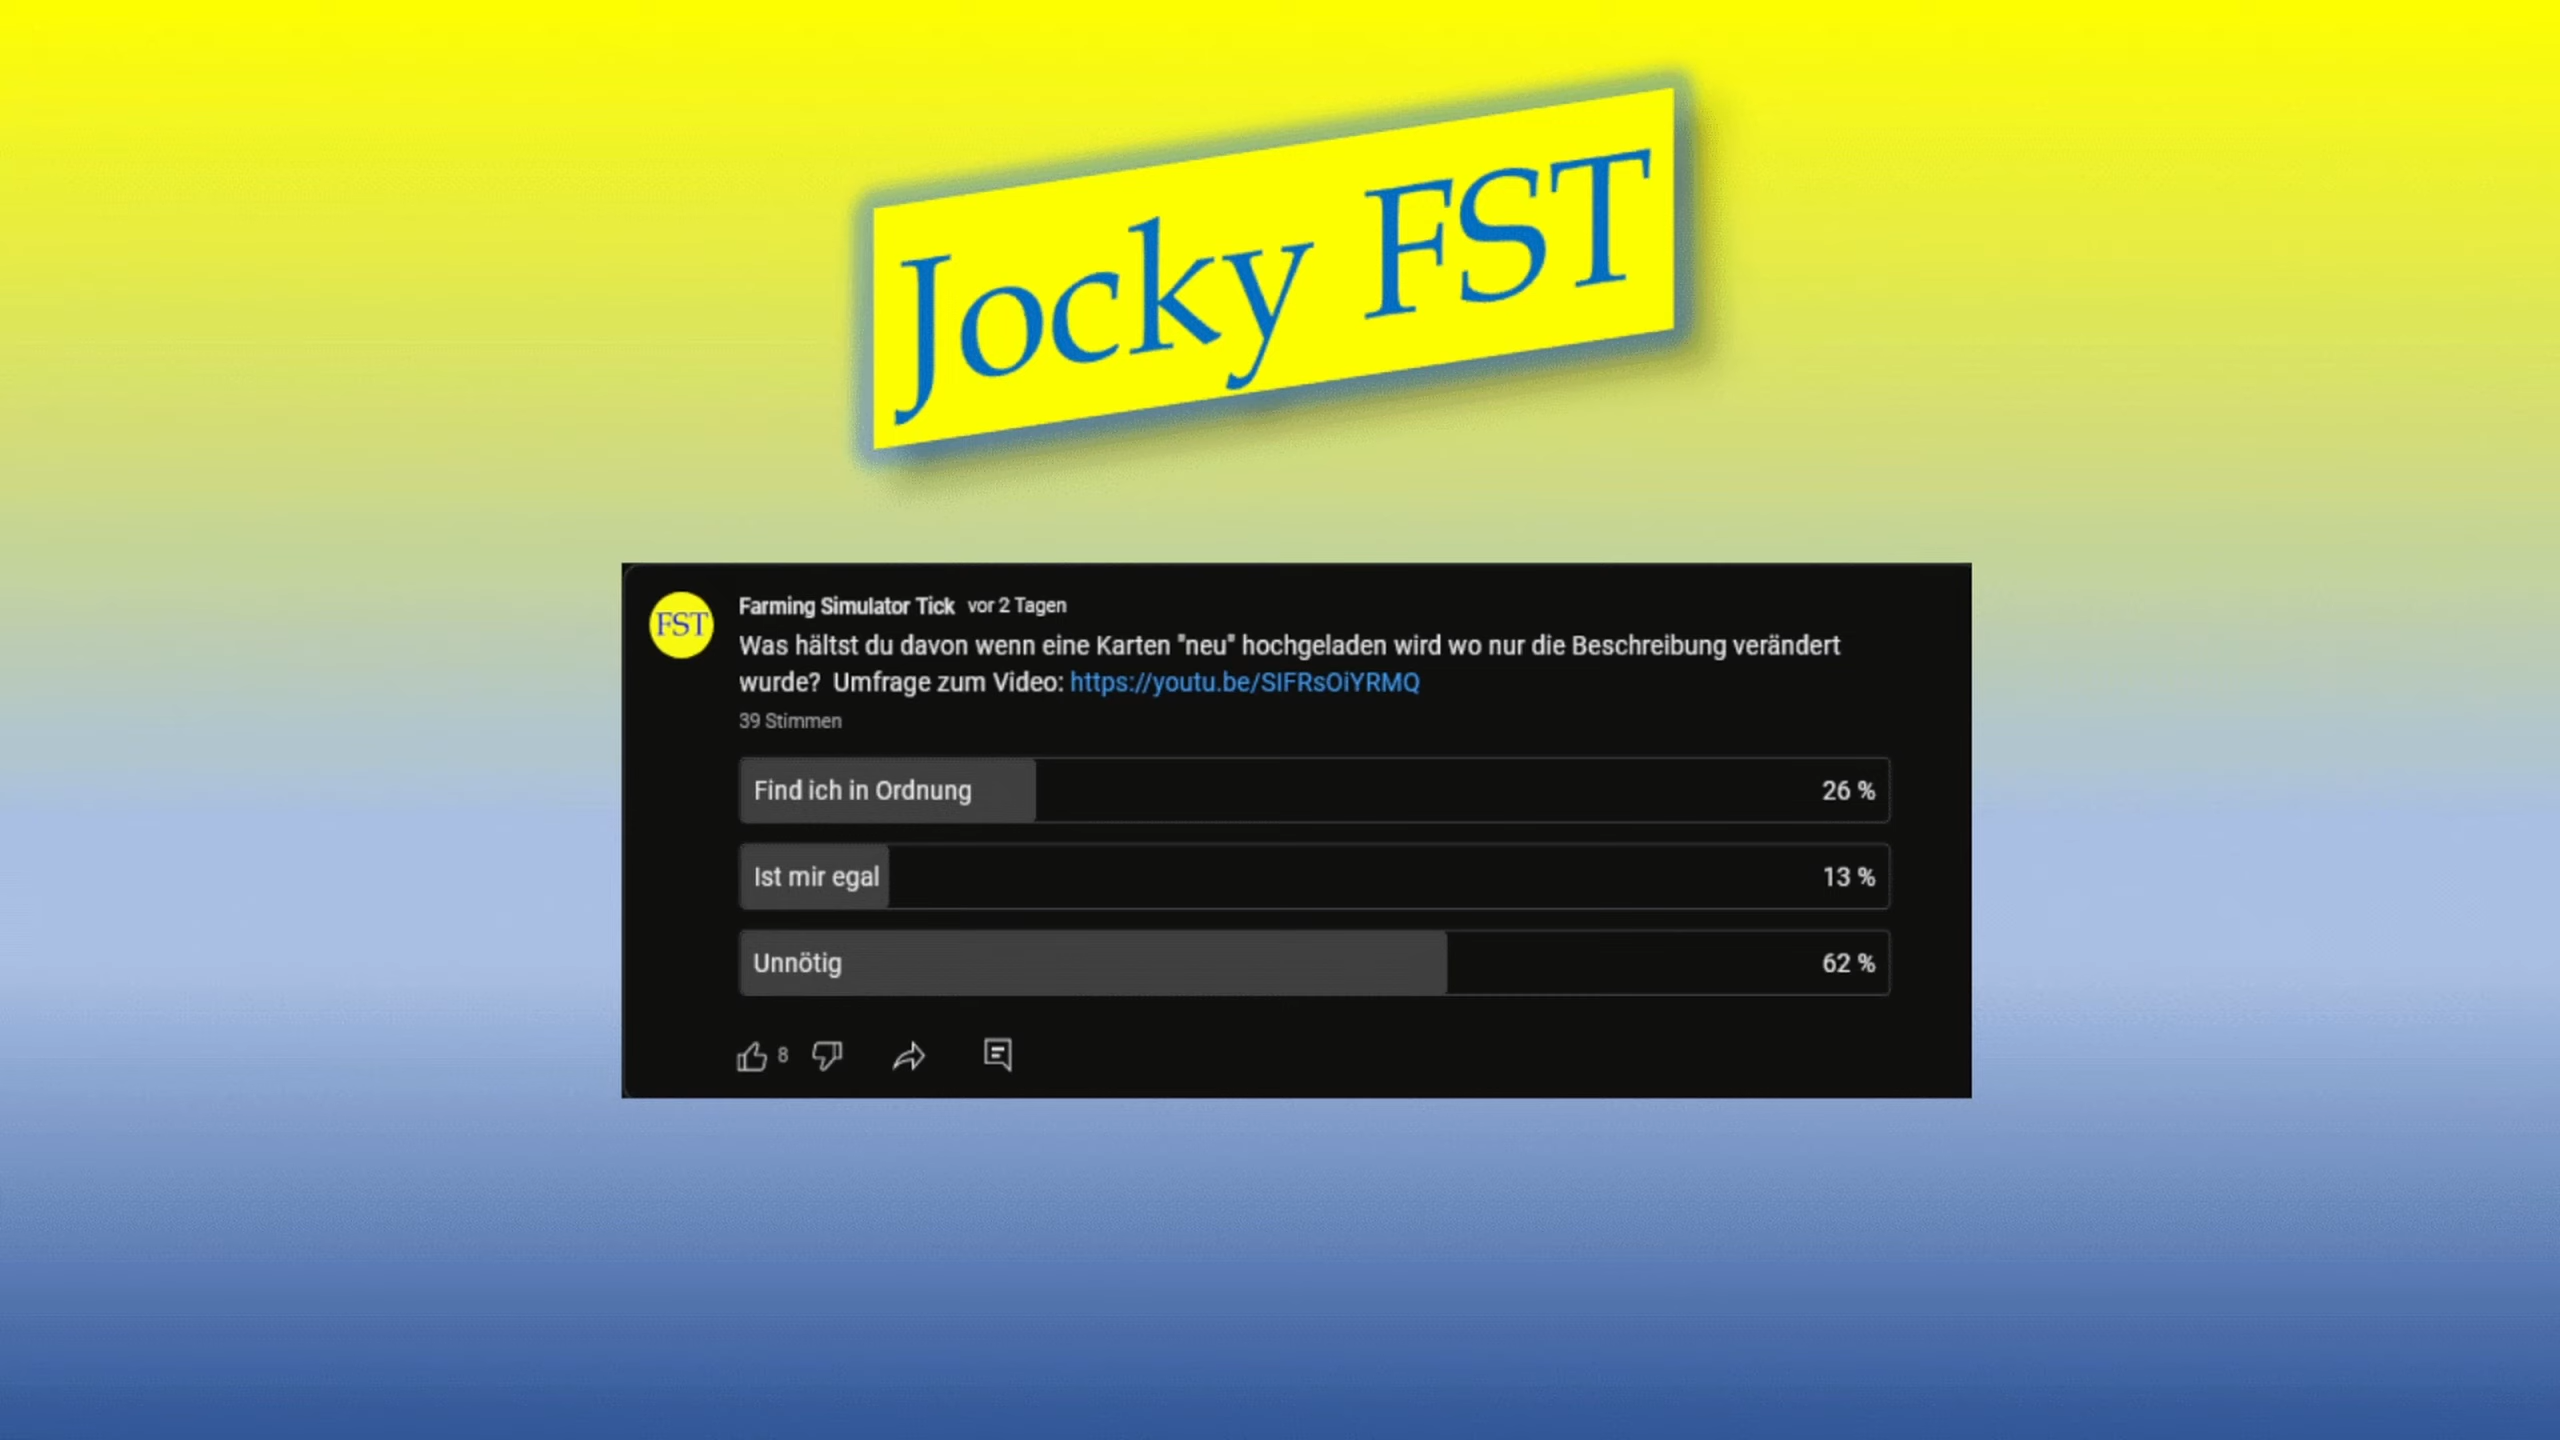 Jocky FST
FST
Farming Simulator Tick vor 2 Tagen
Was hältst du davon wenn eine Karten "neu" hochgeladen wird wo nur die Beschreibung verändert
wurde? Umfrage zum Video: https://youtu.be/SIFRsOiYRMQ
39 Stimmen
Find ich in Ordnung 26 %
Ist mir egal 13 %
Unnötig 62 %
8